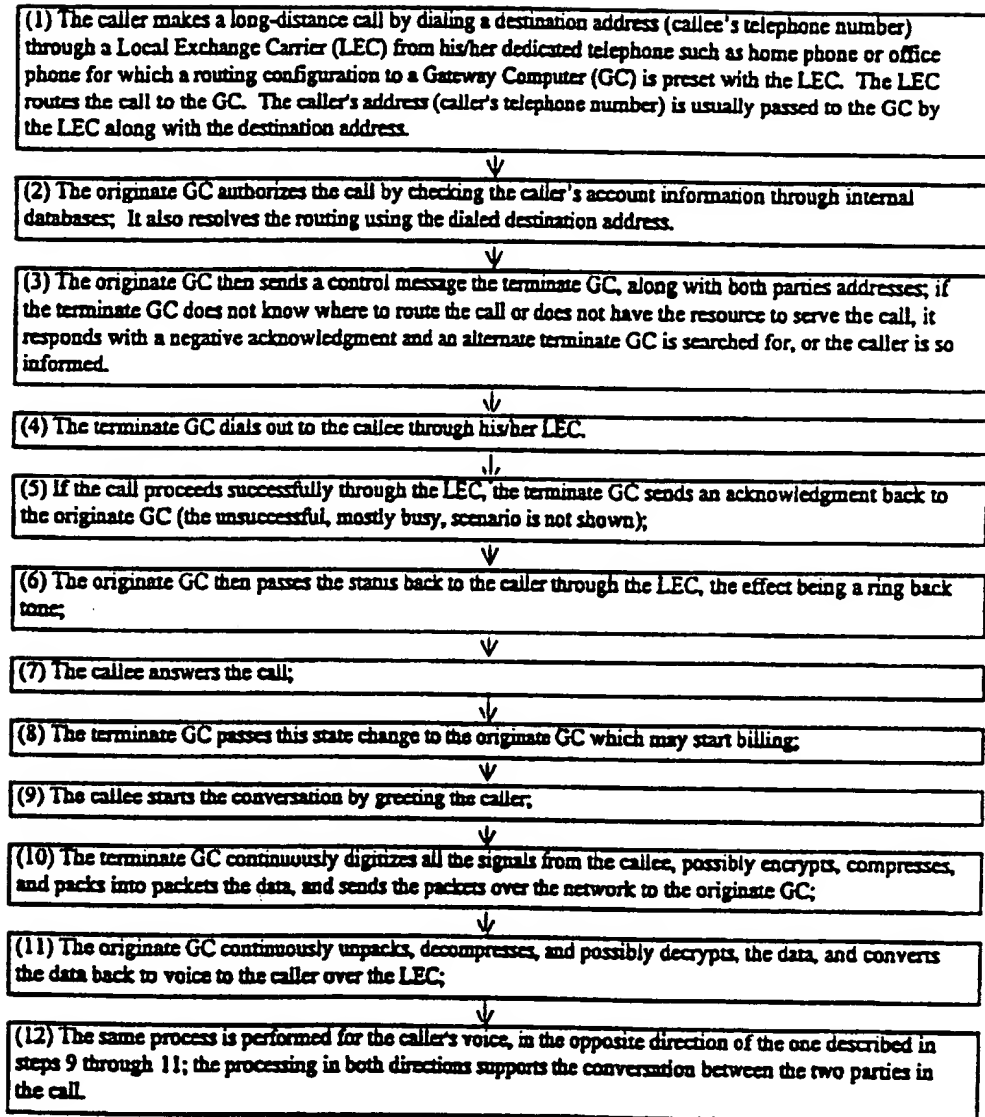 (1) The caller makes a long-distance call by dialing a destination address (callee's telephone number)
through a Local Exchange Carrier (LEC) from his/her dedicated telephone such as home phone or office
phone for which a routing configuration to a Gateway Computer (GC) is preset with the LEC. The LEC
routes the call to the GC. The caller's address (caller's telephone number) is usually passed to the GC by
the LEC along with the destination address.
(2) The originate GC authorizes the call by checking the caller's account information through internal
databases; It also resolves the routing using the dialed destination address.
(3) The originate GC then sends a control message the terminate GC, along with both parties addresses; if
the terminate GC does not know where to route the call or does not have the resource to serve the call, it
responds with a negative acknowledgment and an alternate terminate GC is searched for, or the caller is so
informed.
(4) The terminate GC dials out to the callee through his/her LEC.
(5) If the call proceeds successfully through the LEC, the terminate GC sends an acknowledgment back to
the originate GC (the unsuccessful, mostly busy, scenario is not shown);
(6) The originate GC then passes the status back to the caller through the LEC, the effect being a ring back
tone;
(7) The callee answers the call;
(8) The terminate GC passes this state change to the originate GC which may start billing;
(9) The callee starts the conversation by greeting the caller;
(10) The terminate GC continuously digitizes all the signals from the callee, possibly encrypts, compresses,
and packs into packets the data, and sends the packets over the network to the originate GC;
(11) The originate GC continuously unpacks, decompresses, and possibly decrypts, the data, and converts
the data back to voice to the caller over the LEC;
(12) The same process is performed for the caller's voice, in the opposite direction of the one described in
steps 9 through 11; the processing in both directions supports the conversation between the two parties in
the call.